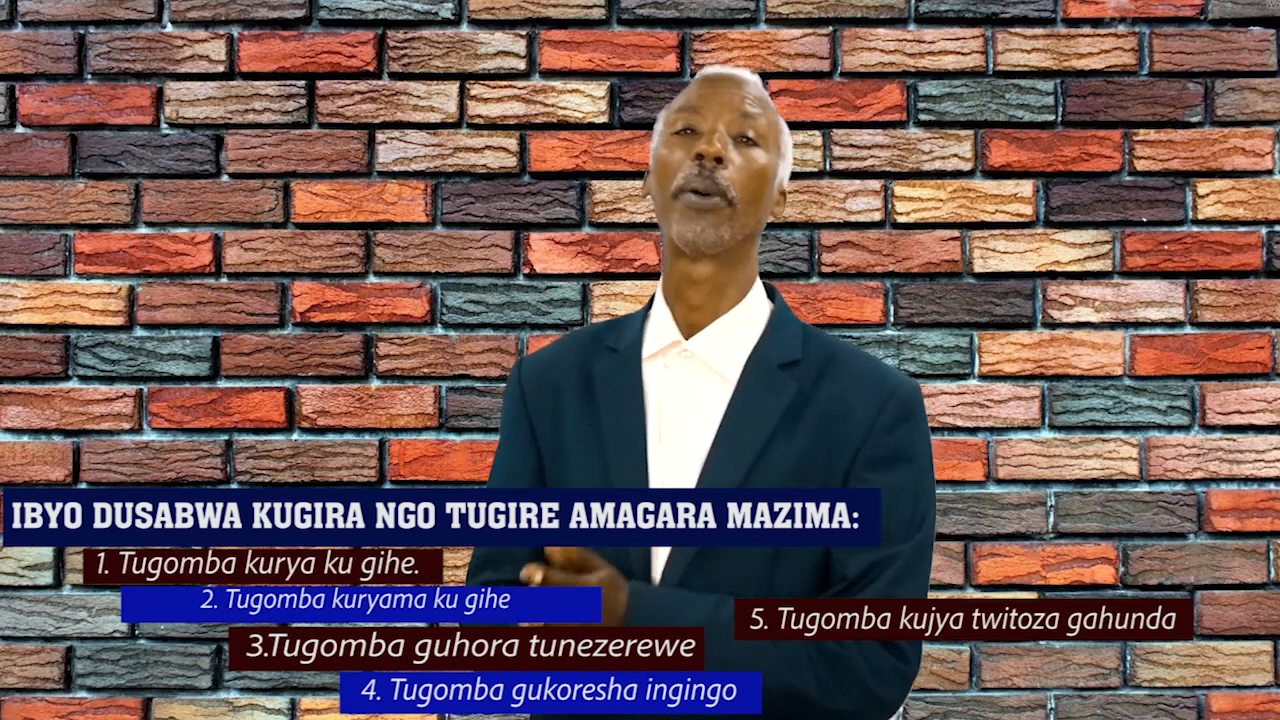 IBYO DUSABWA KUGIRA NGO TUGIRE AMAGARA MAZIMA:
1. Tugomba kurya ku gihe.
2. Tugomba kuryama ku gihe
3.Tugomba guhora tunezerewe
4. Tugomba gukoresha ingingo
5. Tugomba kujya twitoza gahunda